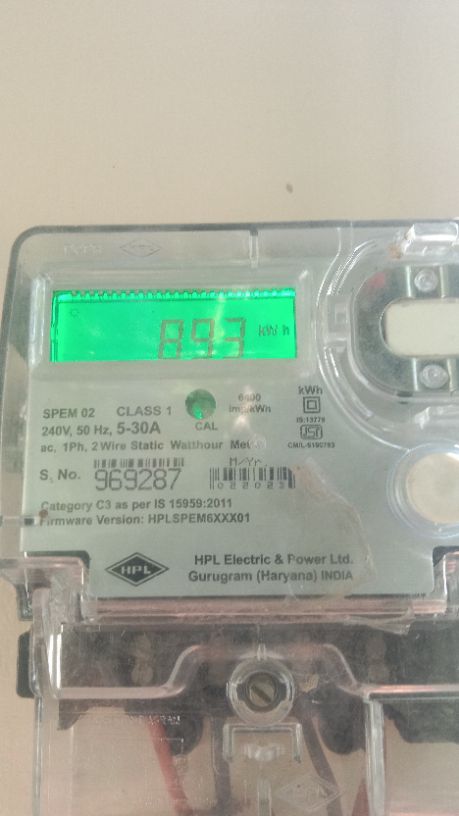 893 kWh
SPEM 02 CLASS 1
240V, 50 Hz, 5-30A
CAL
6400 imp/kWh
kWh
IS:13779
ISI
ac, 1Ph, 2 Wire Static Watthour Meter
S. No. 969287
M/Yr.
022023
Category C3 as per IS 15959:2011
Firmware Version: HPLSPEM6XXX01
HPL
HPL Electric & Power Ltd.
Gurugram (Haryana) INDIA